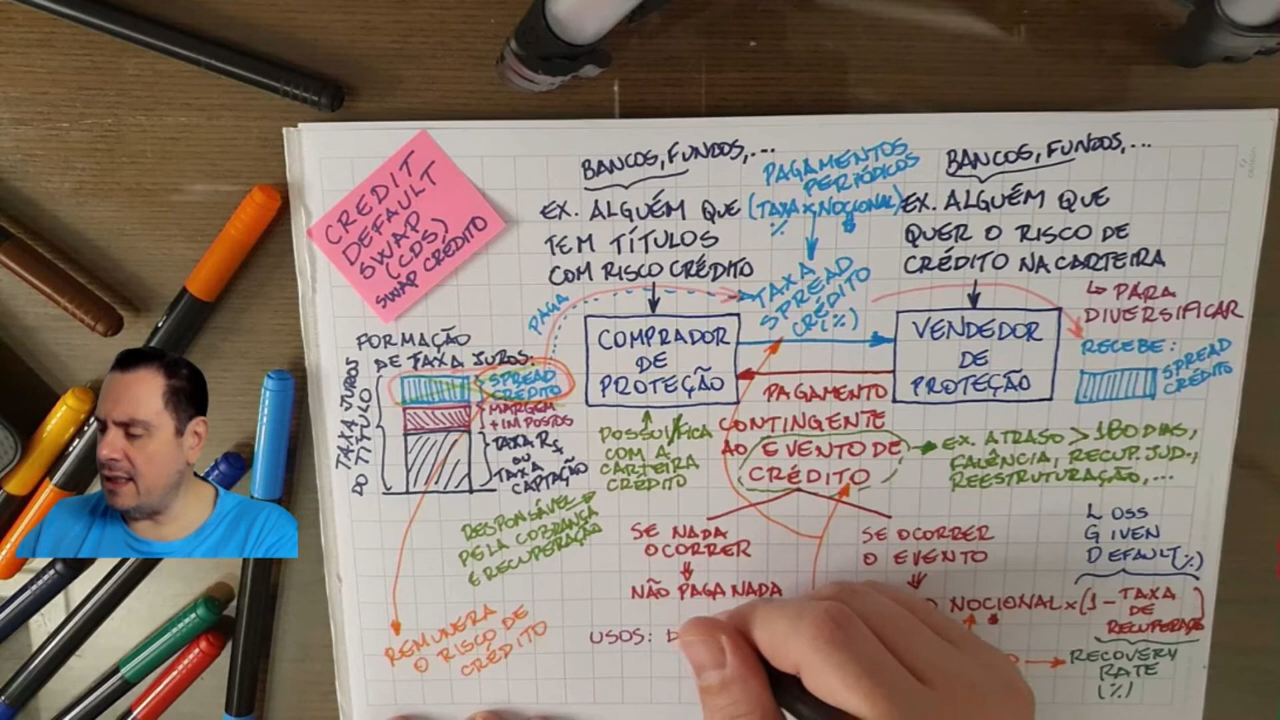 CREDIT
DEFAULT
SWAP
(CDS)
SWAP CRÉDITO
BANCOS, FUNDOS,...
EX. ALGUÉM QUE
TEM TÍTULOS
COM RISCO CRÉDITO
PAGAMENTOS
PERIÓDICOS
(TAXA x NOCIONAL)
%
$
BANCOS, FUNDOS,...
EX. ALGUÉM QUE
QUER O RISCO DE
CRÉDITO NA CARTEIRA
↳ PARA
DIVERSIFICAR
PAGA
TAXA
SPREAD
CRÉDITO
(%)
COMPRADOR
DE
PROTEÇÃO
VENDEDOR
DE
PROTEÇÃO
RECEBE:
SPREAD
CRÉDITO
FORMAÇÃO
DE TAXA JUROS:
TAXA JUROS
DO TÍTULO
SPREAD
CRÉDITO
MARGEM
+ IMPOSTOS
TAXA Rf
OU
TAXA
CAPTAÇÃO
POSSUI/FICA
COM A
CARTEIRA
CRÉDITO
RESPONSÁVEL
PELA COBRANÇA
E RECUPERAÇÃO
PAGAMENTO
CONTINGENTE
AO EVENTO DE
CRÉDITO
EX. ATRASO > 180 DIAS,
FALÊNCIA, RECUP. JUD.,
REESTRUTURAÇÃO,...
SE NADA
OCORRER
NÃO PAGA NADA
SE OCORRER
O EVENTO
LOSS
GIVEN
DEFAULT(%)
NOCIONAL x (1 - TAXA
DE
RECUPERAÇÃO)
RECOVERY
RATE
(%)
REMUNERA
O RISCO DE
CRÉDITO
USOS: